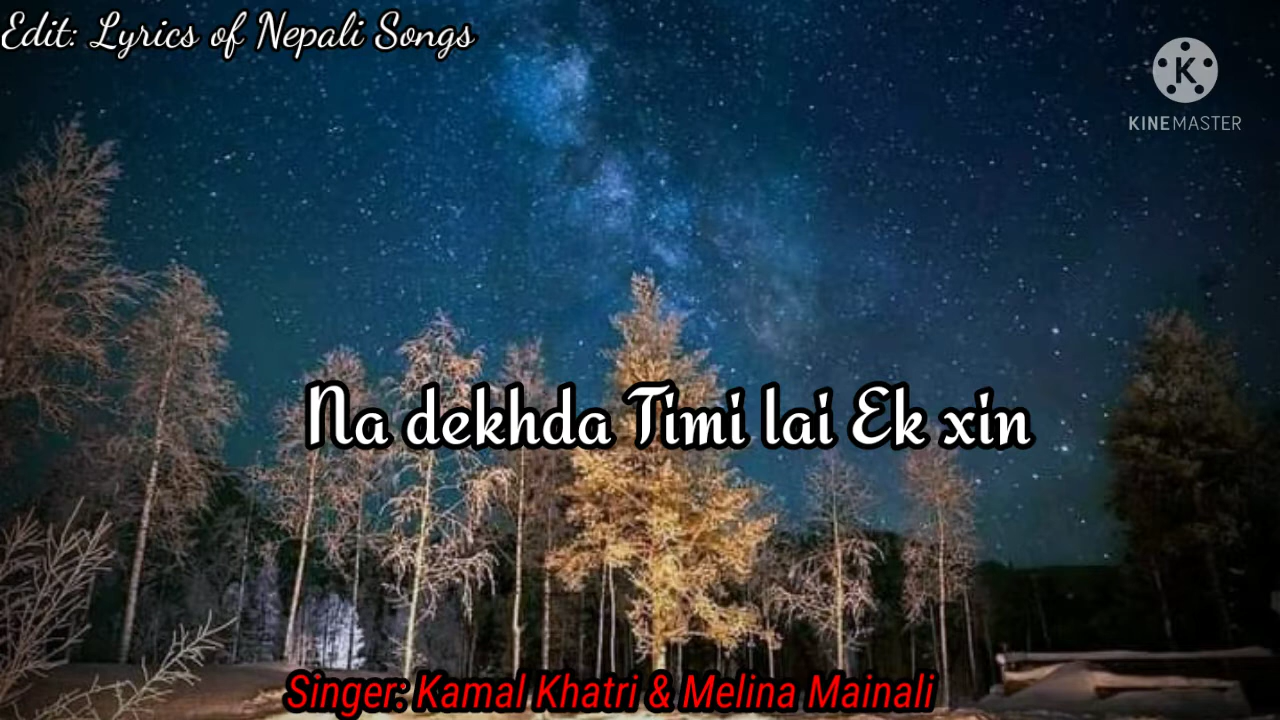 Edit: Lyrics of Nepali Songs
K
KINEMASTER
Na dekhda Timi lai Ek xin
Singer: Kamal Khatri & Melina Mainali